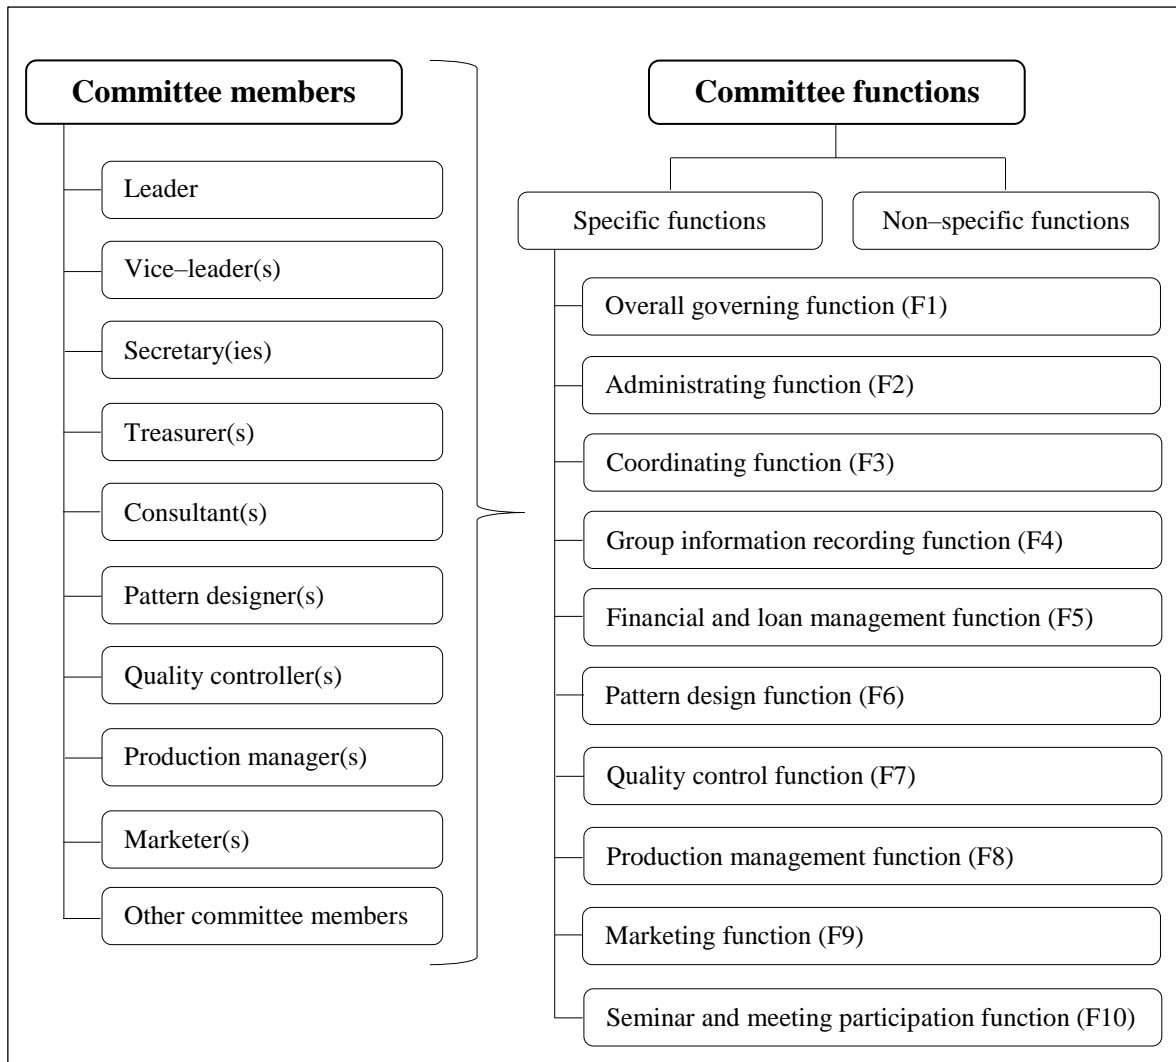 Committee members
Leader
Vice–leader(s)
Secretary(ies)
Treasurer(s)
Consultant(s)
Pattern designer(s)
Quality controller(s)
Production manager(s)
Marketer(s)
Other committee members
Committee functions
Specific functions
Non–specific functions
Overall governing function (F1)
Administrating function (F2)
Coordinating function (F3)
Group information recording function (F4)
Financial and loan management function (F5)
Pattern design function (F6)
Quality control function (F7)
Production management function (F8)
Marketing function (F9)
Seminar and meeting participation function (F10)